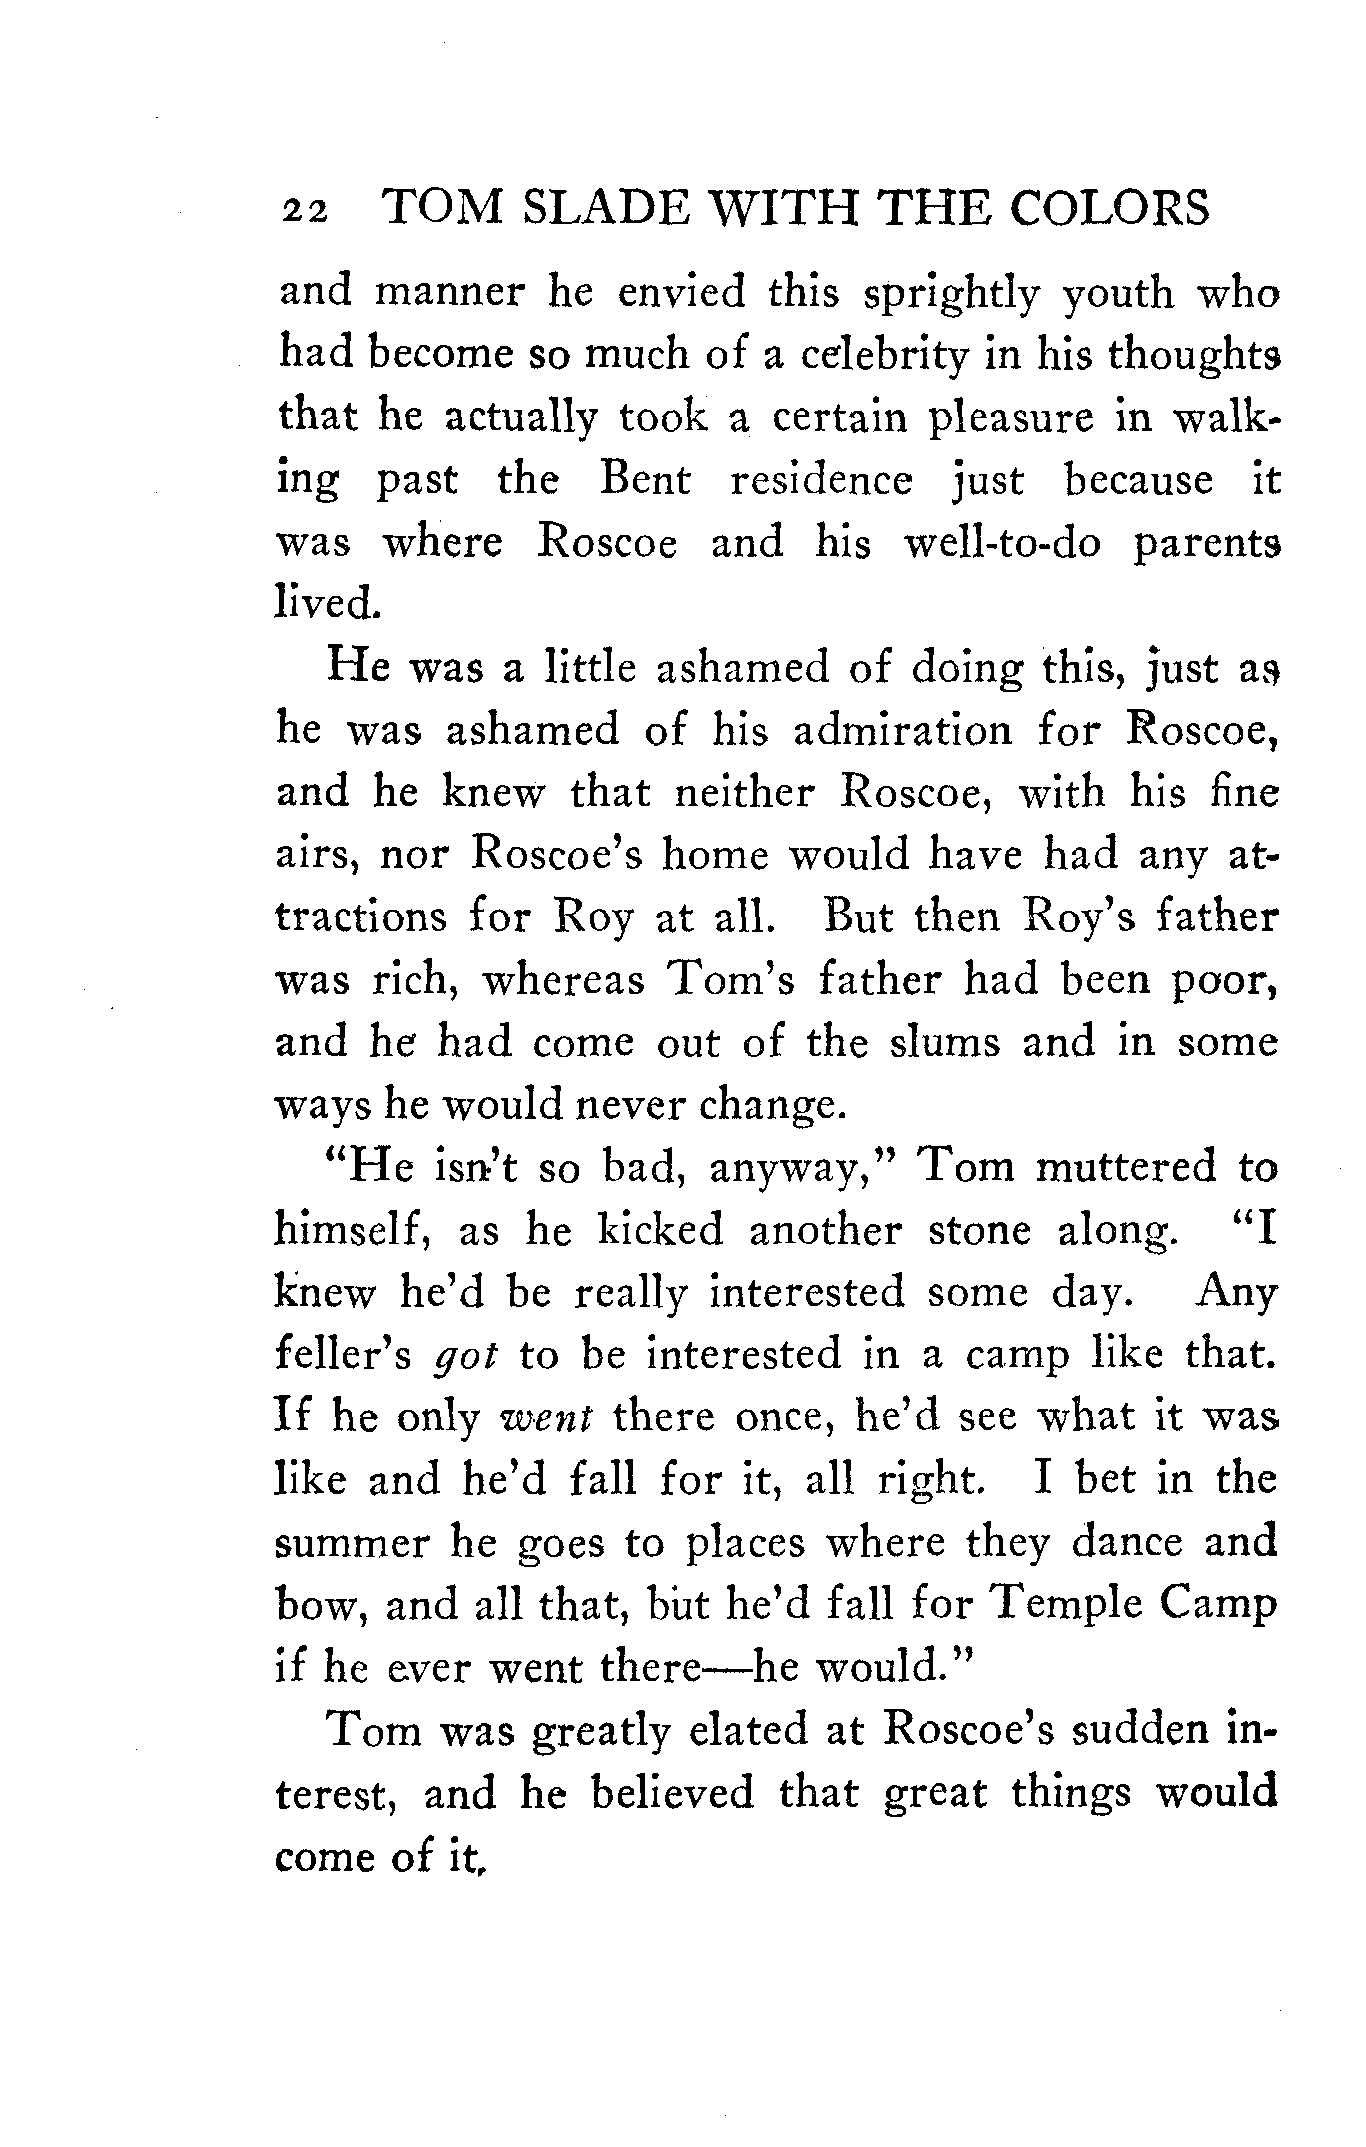 22 TOM SLADE WITH THE COLORS
and manner he envied this sprightly youth who
had become so much of a celebrity in his thoughts
that he actually took a certain pleasure in walk-
ing past the Bent residence just because it
was where Roscoe and his well-to-do parents
lived.
He was a little ashamed of doing this, just as
he was ashamed of his admiration for Roscoe,
and he knew that neither Roscoe, with his fine
airs, nor Roscoe's home would have had any at-
tractions for Roy at all. But then Roy's father
was rich, whereas Tom's father had been poor,
and he had come out of the slums and in some
ways he would never change.
"He isn't so bad, anyway," Tom muttered to
himself, as he kicked another stone along. "I
knew he'd be really interested some day. Any
feller's got to be interested in a camp like that.
If he only went there once, he'd see what it was
like and he'd fall for it, all right. I bet in the
summer he goes to places where they dance and
bow, and all that, but he'd fall for Temple Camp
if he ever went there—he would."
Tom was greatly elated at Roscoe's sudden in-
terest, and he believed that great things would
come of it.